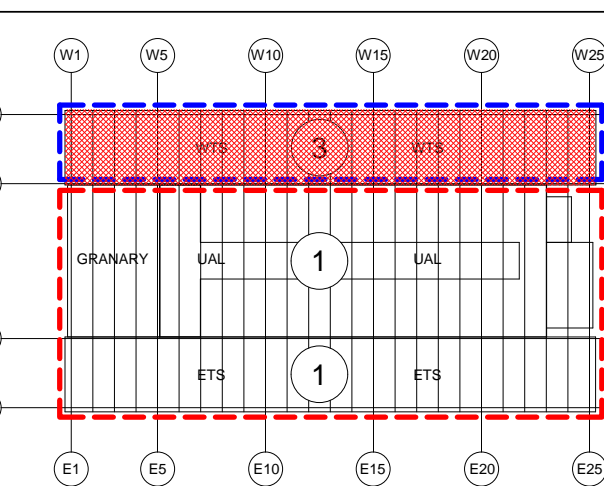 W1 W5 W10 W15 W20 W25
WTS 3 WTS
GRANARY UAL 1 UAL
ETS 1 ETS
E1 E5 E10 E15 E20 E25